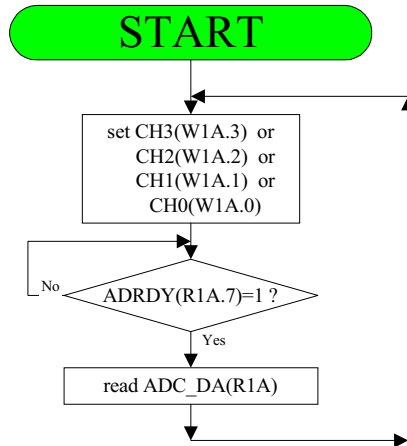 START
set CH3(W1A.3) or
CH2(W1A.2) or
CH1(W1A.1) or
CH0(W1A.0)
No
ADRDY(R1A.7)=1 ?
Yes
read ADC_DA(R1A)